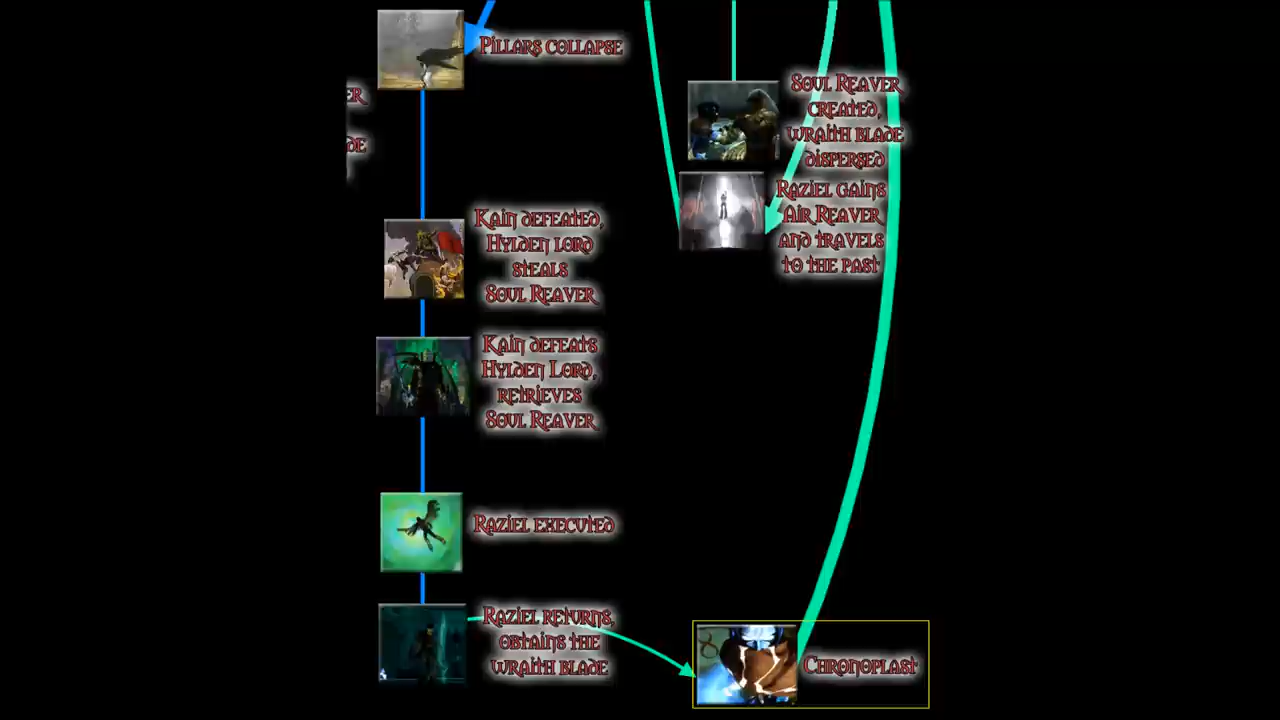 Pillars collapse
Soul Reaver
created,
wraith blade
dispersed
Raziel gains
Air Reaver
and travels
to the past
Kain defeated,
Hylden lord
steals
Soul Reaver
Kain defeats
Hylden Lord,
retrieves
Soul Reaver
Raziel executed
Raziel returns,
obtains the
wraith blade
Chronoplast